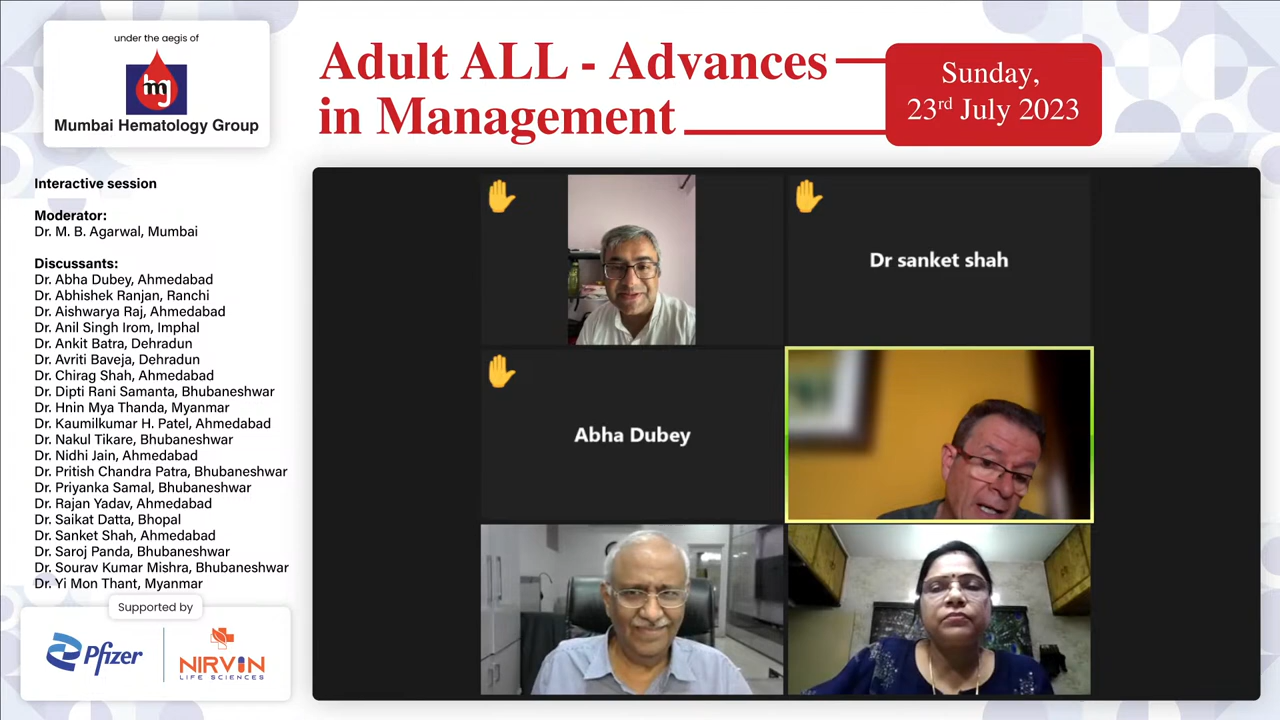 under the aegis of
mg
Mumbai Hematology Group
Adult ALL - Advances
in Management
Sunday,
23rd July 2023
Interactive session
Moderator:
Dr. M. B. Agarwal, Mumbai
Discussants:
Dr. Abha Dubey, Ahmedabad
Dr. Abhishek Ranjan, Ranchi
Dr. Aishwarya Raj, Ahmedabad
Dr. Anil Singh Irom, Imphal
Dr. Ankit Batra, Dehradun
Dr. Avriti Baveja, Dehradun
Dr. Chirag Shah, Ahmedabad
Dr. Dipti Rani Samanta, Bhubaneshwar
Dr. Hnin Mya Thanda, Myanmar
Dr. Kaumilkumar H. Patel, Ahmedabad
Dr. Nakul Tikare, Bhubaneshwar
Dr. Nidhi Jain, Ahmedabad
Dr. Pritish Chandra Patra, Bhubaneshwar
Dr. Priyanka Samal, Bhubaneshwar
Dr. Rajan Yadav, Ahmedabad
Dr. Saikat Datta, Bhopal
Dr. Sanket Shah, Ahmedabad
Dr. Saroj Panda, Bhubaneshwar
Dr. Sourav Kumar Mishra, Bhubaneshwar
Dr. Yi Mon Thant, Myanmar
Supported by
Pfizer
NIRVIN
LIFE SCIENCES
Dr sanket shah
Abha Dubey